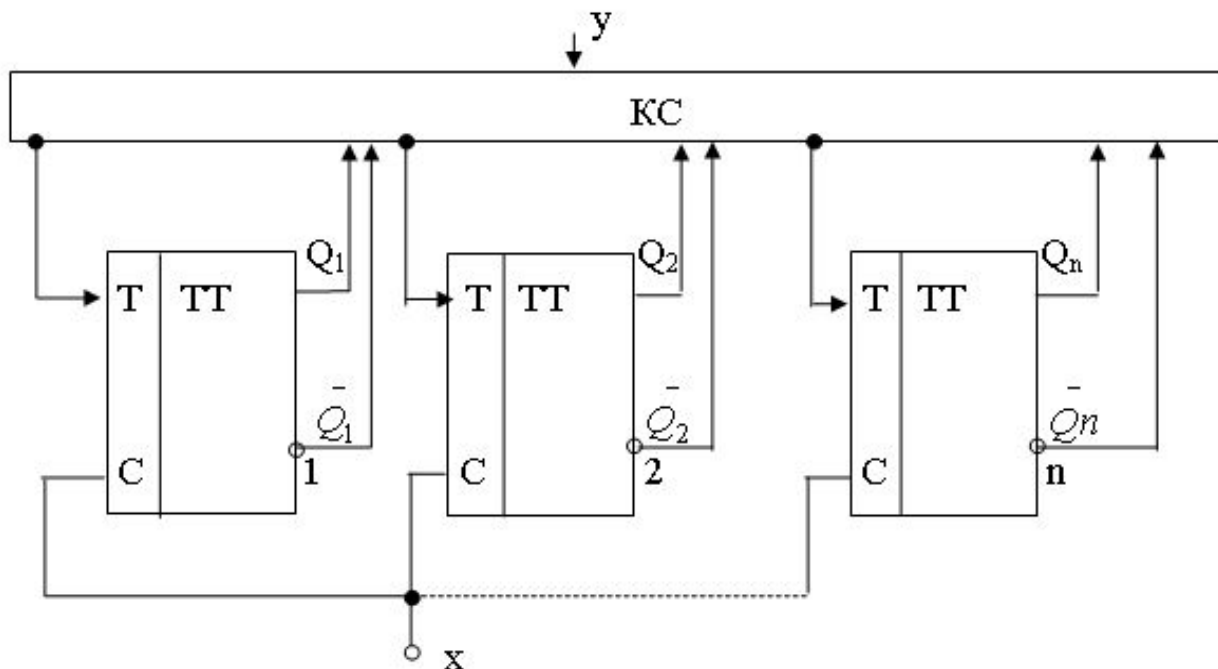 y
КС
Q₁ Q₂ Qₙ
T TT T TT T TT
Q̄₁ Q̄₂ Q̄n
C 1 C 2 C n
x